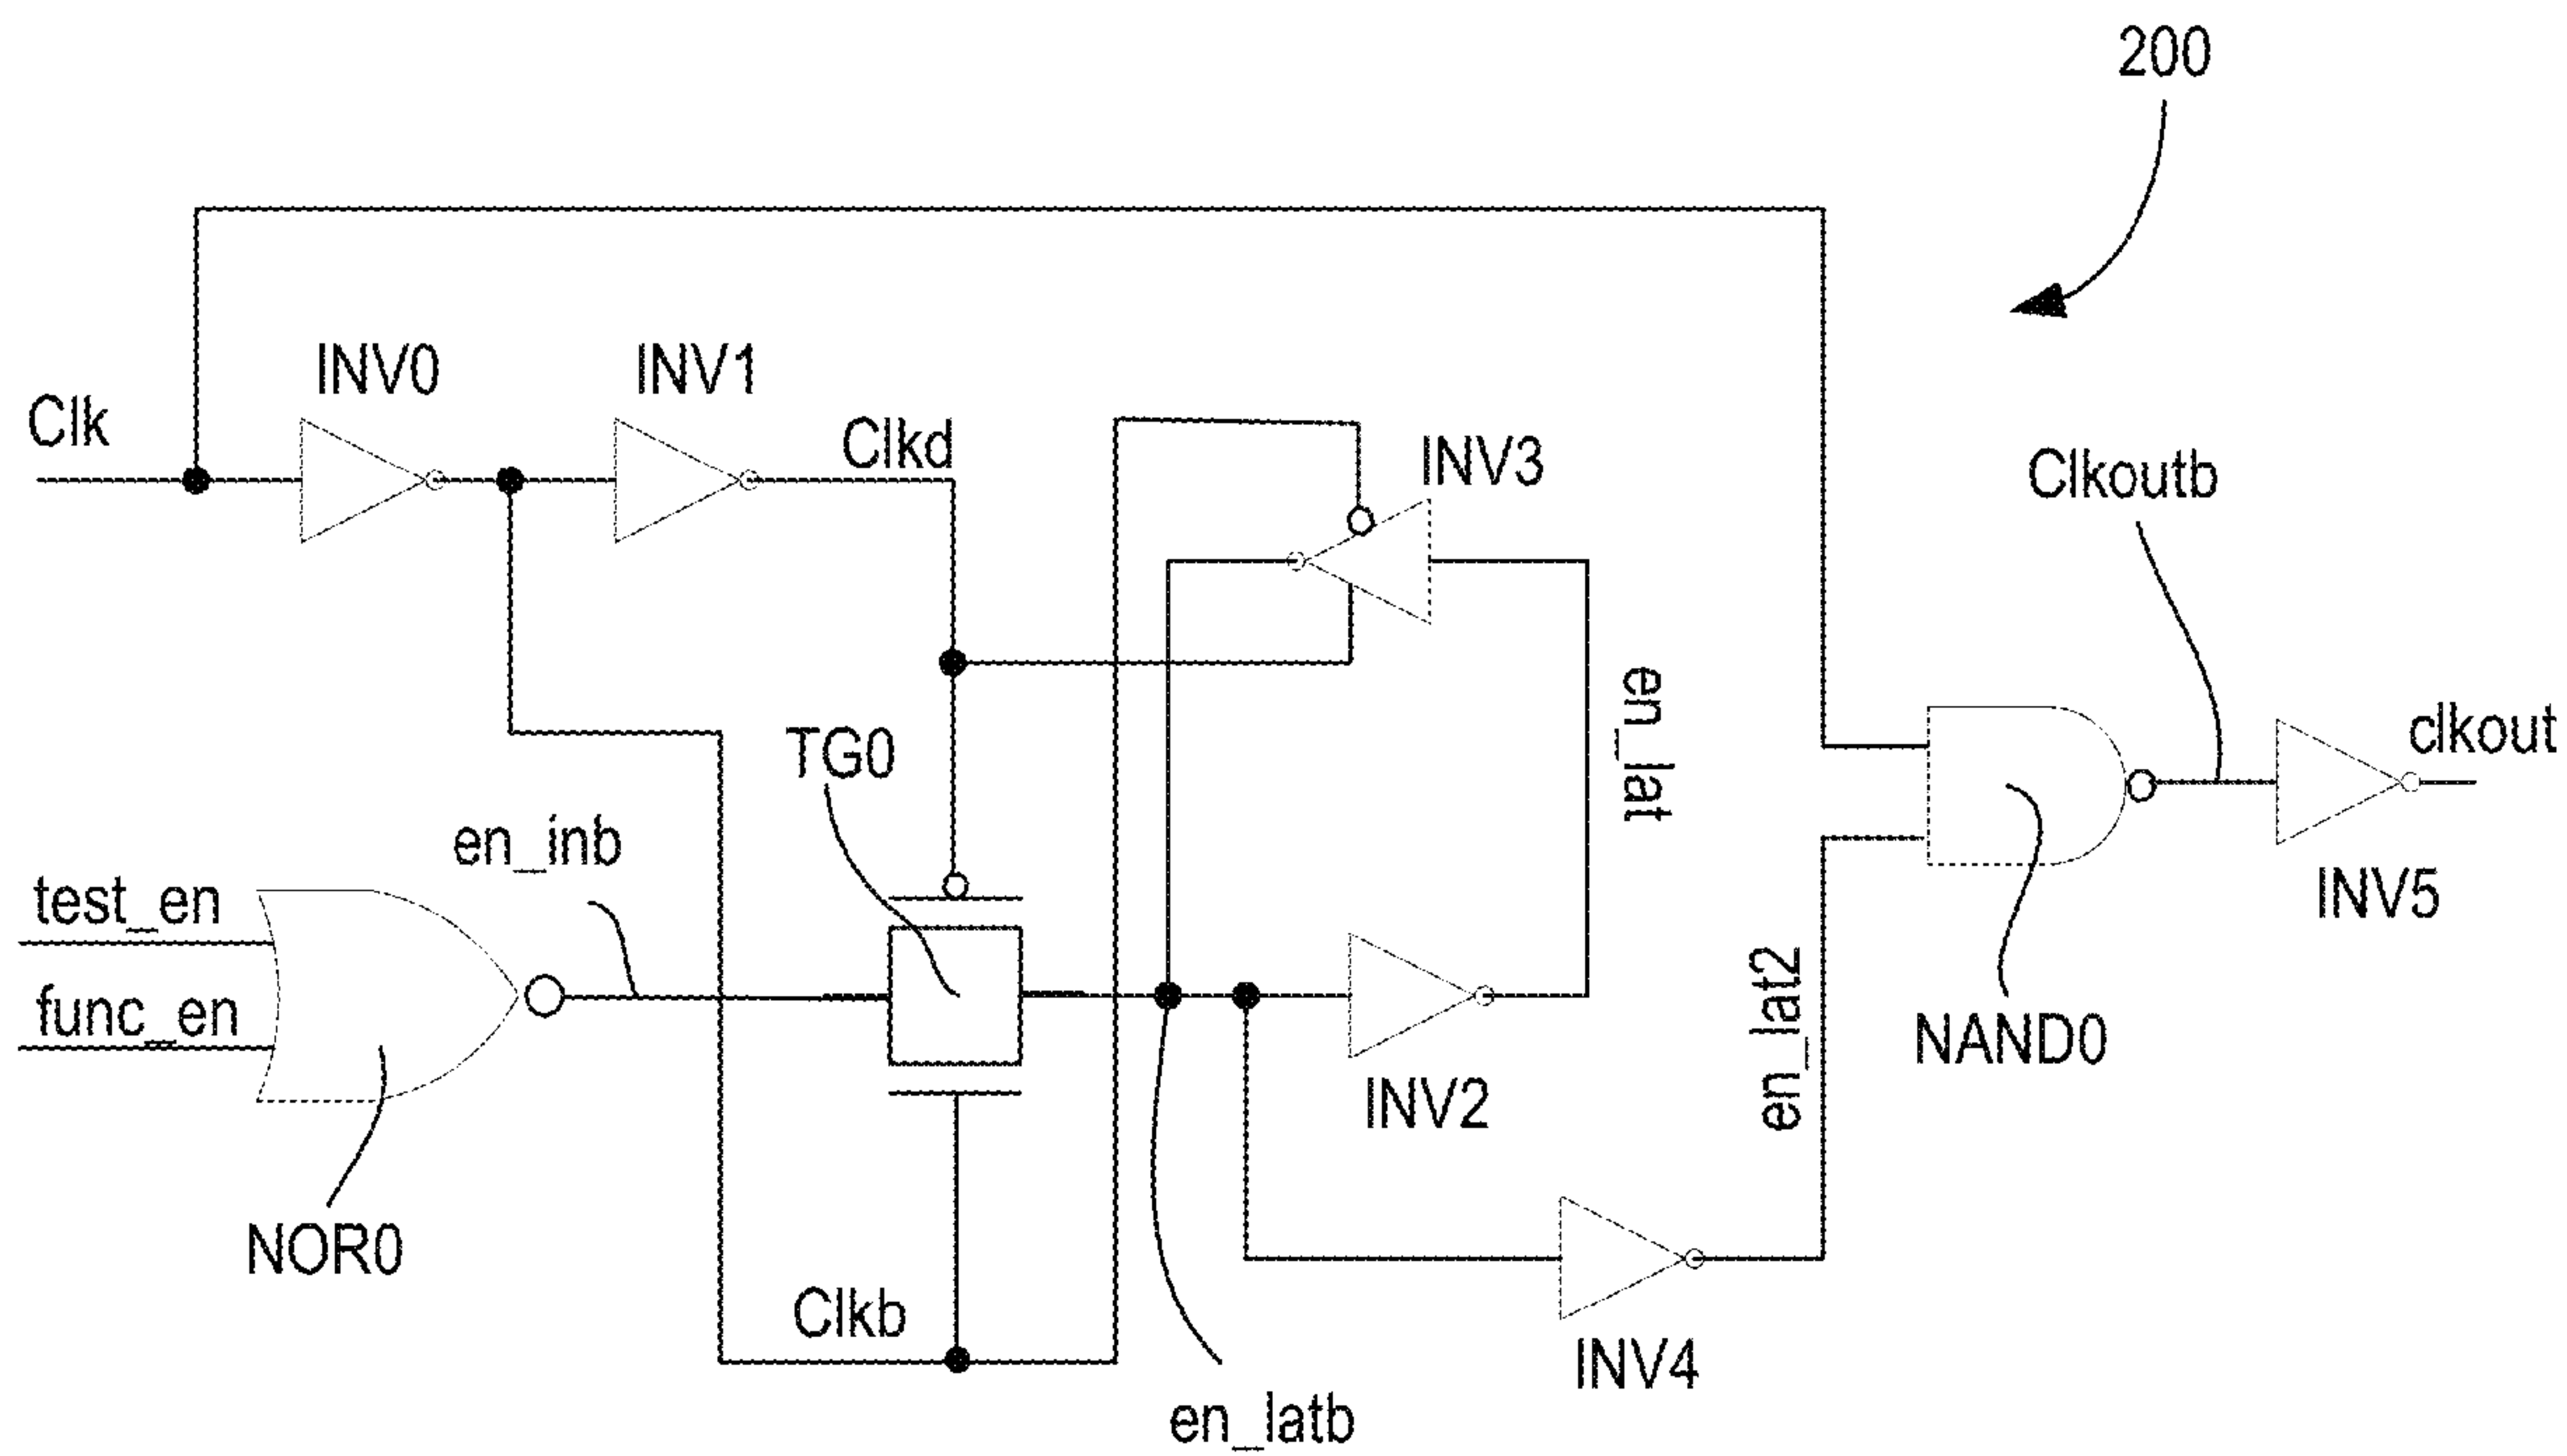 200
INV0
INV1
Clk
Clkd
INV3
Clkoutb
en_lat
TG0
clkout
en_inb
test_en
func_en
INV5
en_lat2
NAND0
INV2
NOR0
Clkb
INV4
en_latb